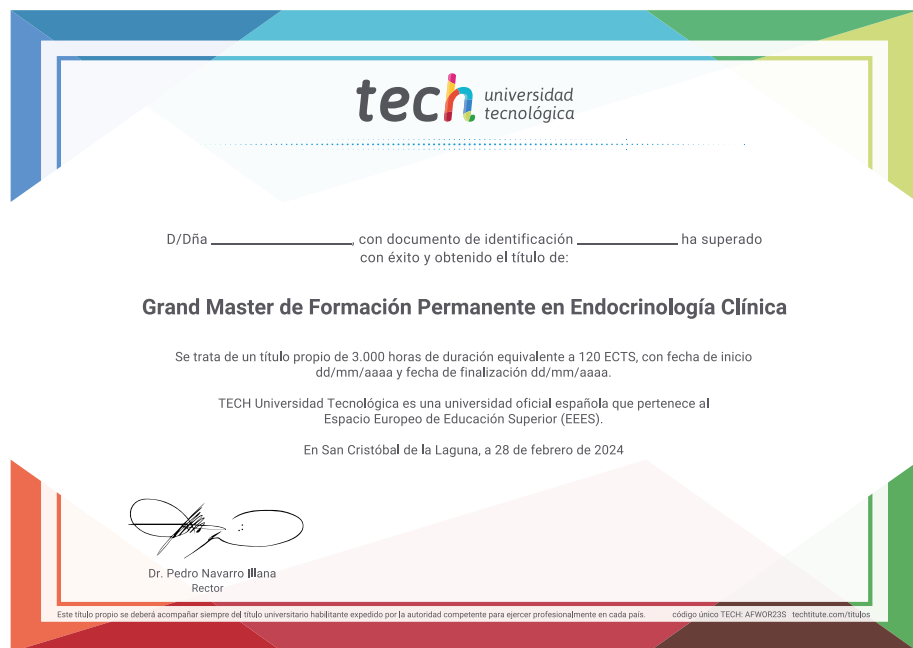 tech universidad
tecnológica
D/Dña ____________________, con documento de identificación ______________ ha superado
con éxito y obtenido el título de:
Grand Master de Formación Permanente en Endocrinología Clínica
Se trata de un título propio de 3.000 horas de duración equivalente a 120 ECTS, con fecha de inicio
dd/mm/aaaa y fecha de finalización dd/mm/aaaa.
TECH Universidad Tecnológica es una universidad oficial española que pertenece al
Espacio Europeo de Educación Superior (EEES).
En San Cristóbal de la Laguna, a 28 de febrero de 2024
Dr. Pedro Navarro Illana
Rector
Este título propio se deberá acompañar siempre del título universitario habilitante expedido por la autoridad competente para ejercer profesionalmente en cada país. código único TECH: AFWOR23S techtitute.com/titulos